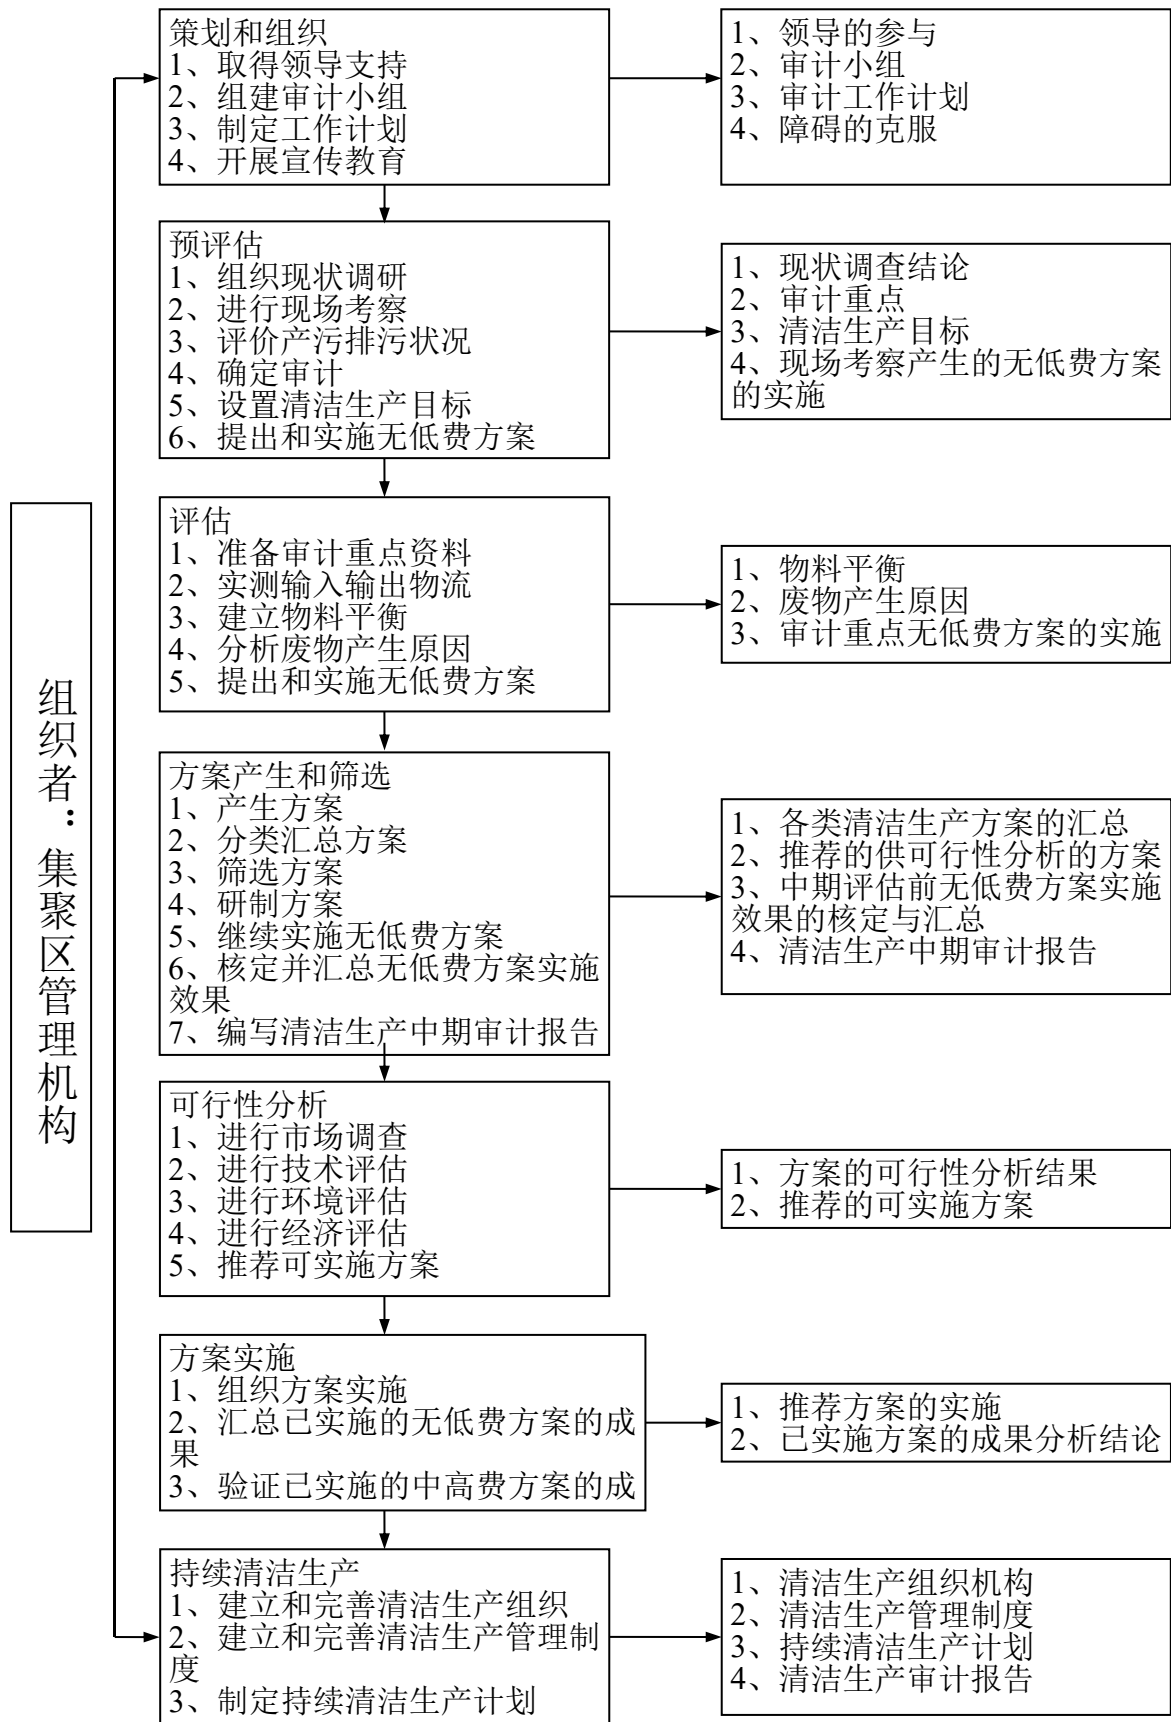 策划和组织
1、取得领导支持
2、组建审计小组
3、制定工作计划
4、开展宣传教育
1、领导的参与
2、审计小组
3、审计工作计划
4、障碍的克服
预评估
1、组织现状调研
2、进行现场考察
3、评价产污排污状况
4、确定审计
5、设置清洁生产目标
6、提出和实施无低费方案
1、现状调查结论
2、审计重点
3、清洁生产目标
4、现场考察产生的无低费方案
的实施
组织者：集聚区管理机构
评估
1、准备审计重点资料
2、实测输入输出物流
3、建立物料平衡
4、分析废物产生原因
5、提出和实施无低费方案
1、物料平衡
2、废物产生原因
3、审计重点无低费方案的实施
方案产生和筛选
1、产生方案
2、分类汇总方案
3、筛选方案
4、研制方案
5、继续实施无低费方案
6、核定并汇总无低费方案实施
效果
7、编写清洁生产中期审计报告
1、各类清洁生产方案的汇总
2、推荐的供可行性分析的方案
3、中期评估前无低费方案实施
效果的核定与汇总
4、清洁生产中期审计报告
可行性分析
1、进行市场调查
2、进行技术评估
3、进行环境评估
4、进行经济评估
5、推荐可实施方案
1、方案的可行性分析结果
2、推荐的可实施方案
方案实施
1、组织方案实施
2、汇总已实施的无低费方案的成
果
3、验证已实施的中高费方案的成
1、推荐方案的实施
2、已实施方案的成果分析结论
持续清洁生产
1、建立和完善清洁生产组织
2、建立和完善清洁生产管理制
度
3、制定持续清洁生产计划
1、清洁生产组织机构
2、清洁生产管理制度
3、持续清洁生产计划
4、清洁生产审计报告